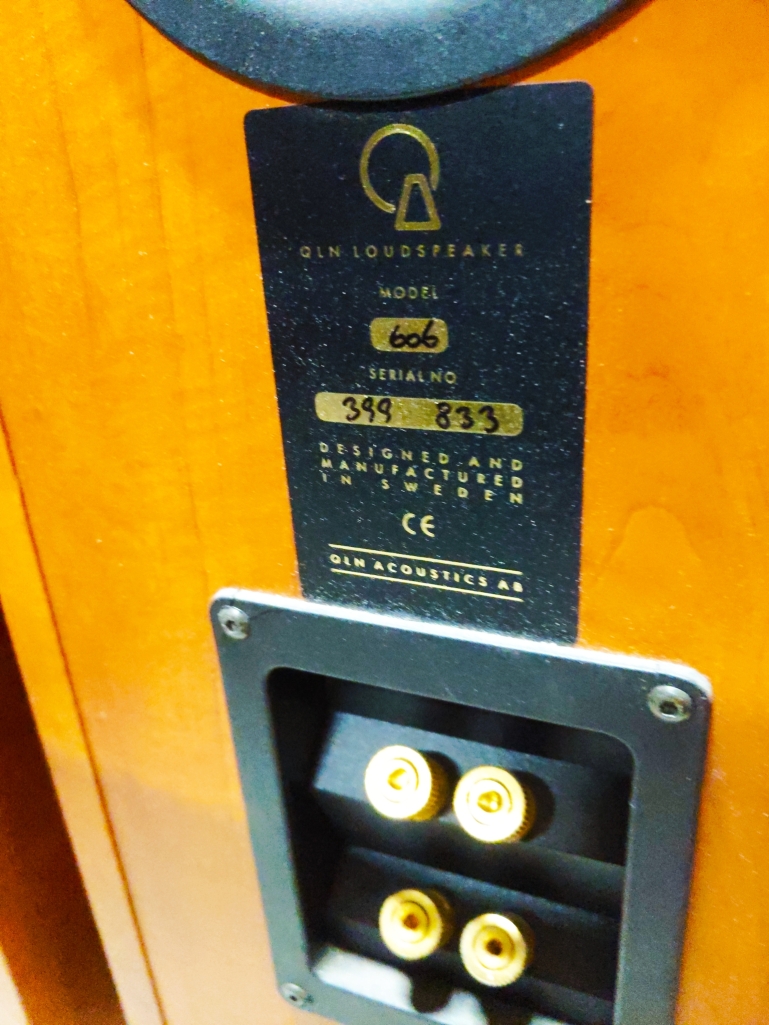 QLN LOUDSPEAKER
MODEL
606
SERIAL NO
399 833
DESIGNED AND
MANUFACTURED
IN SWEDEN
CE
QLN ACOUSTICS AB